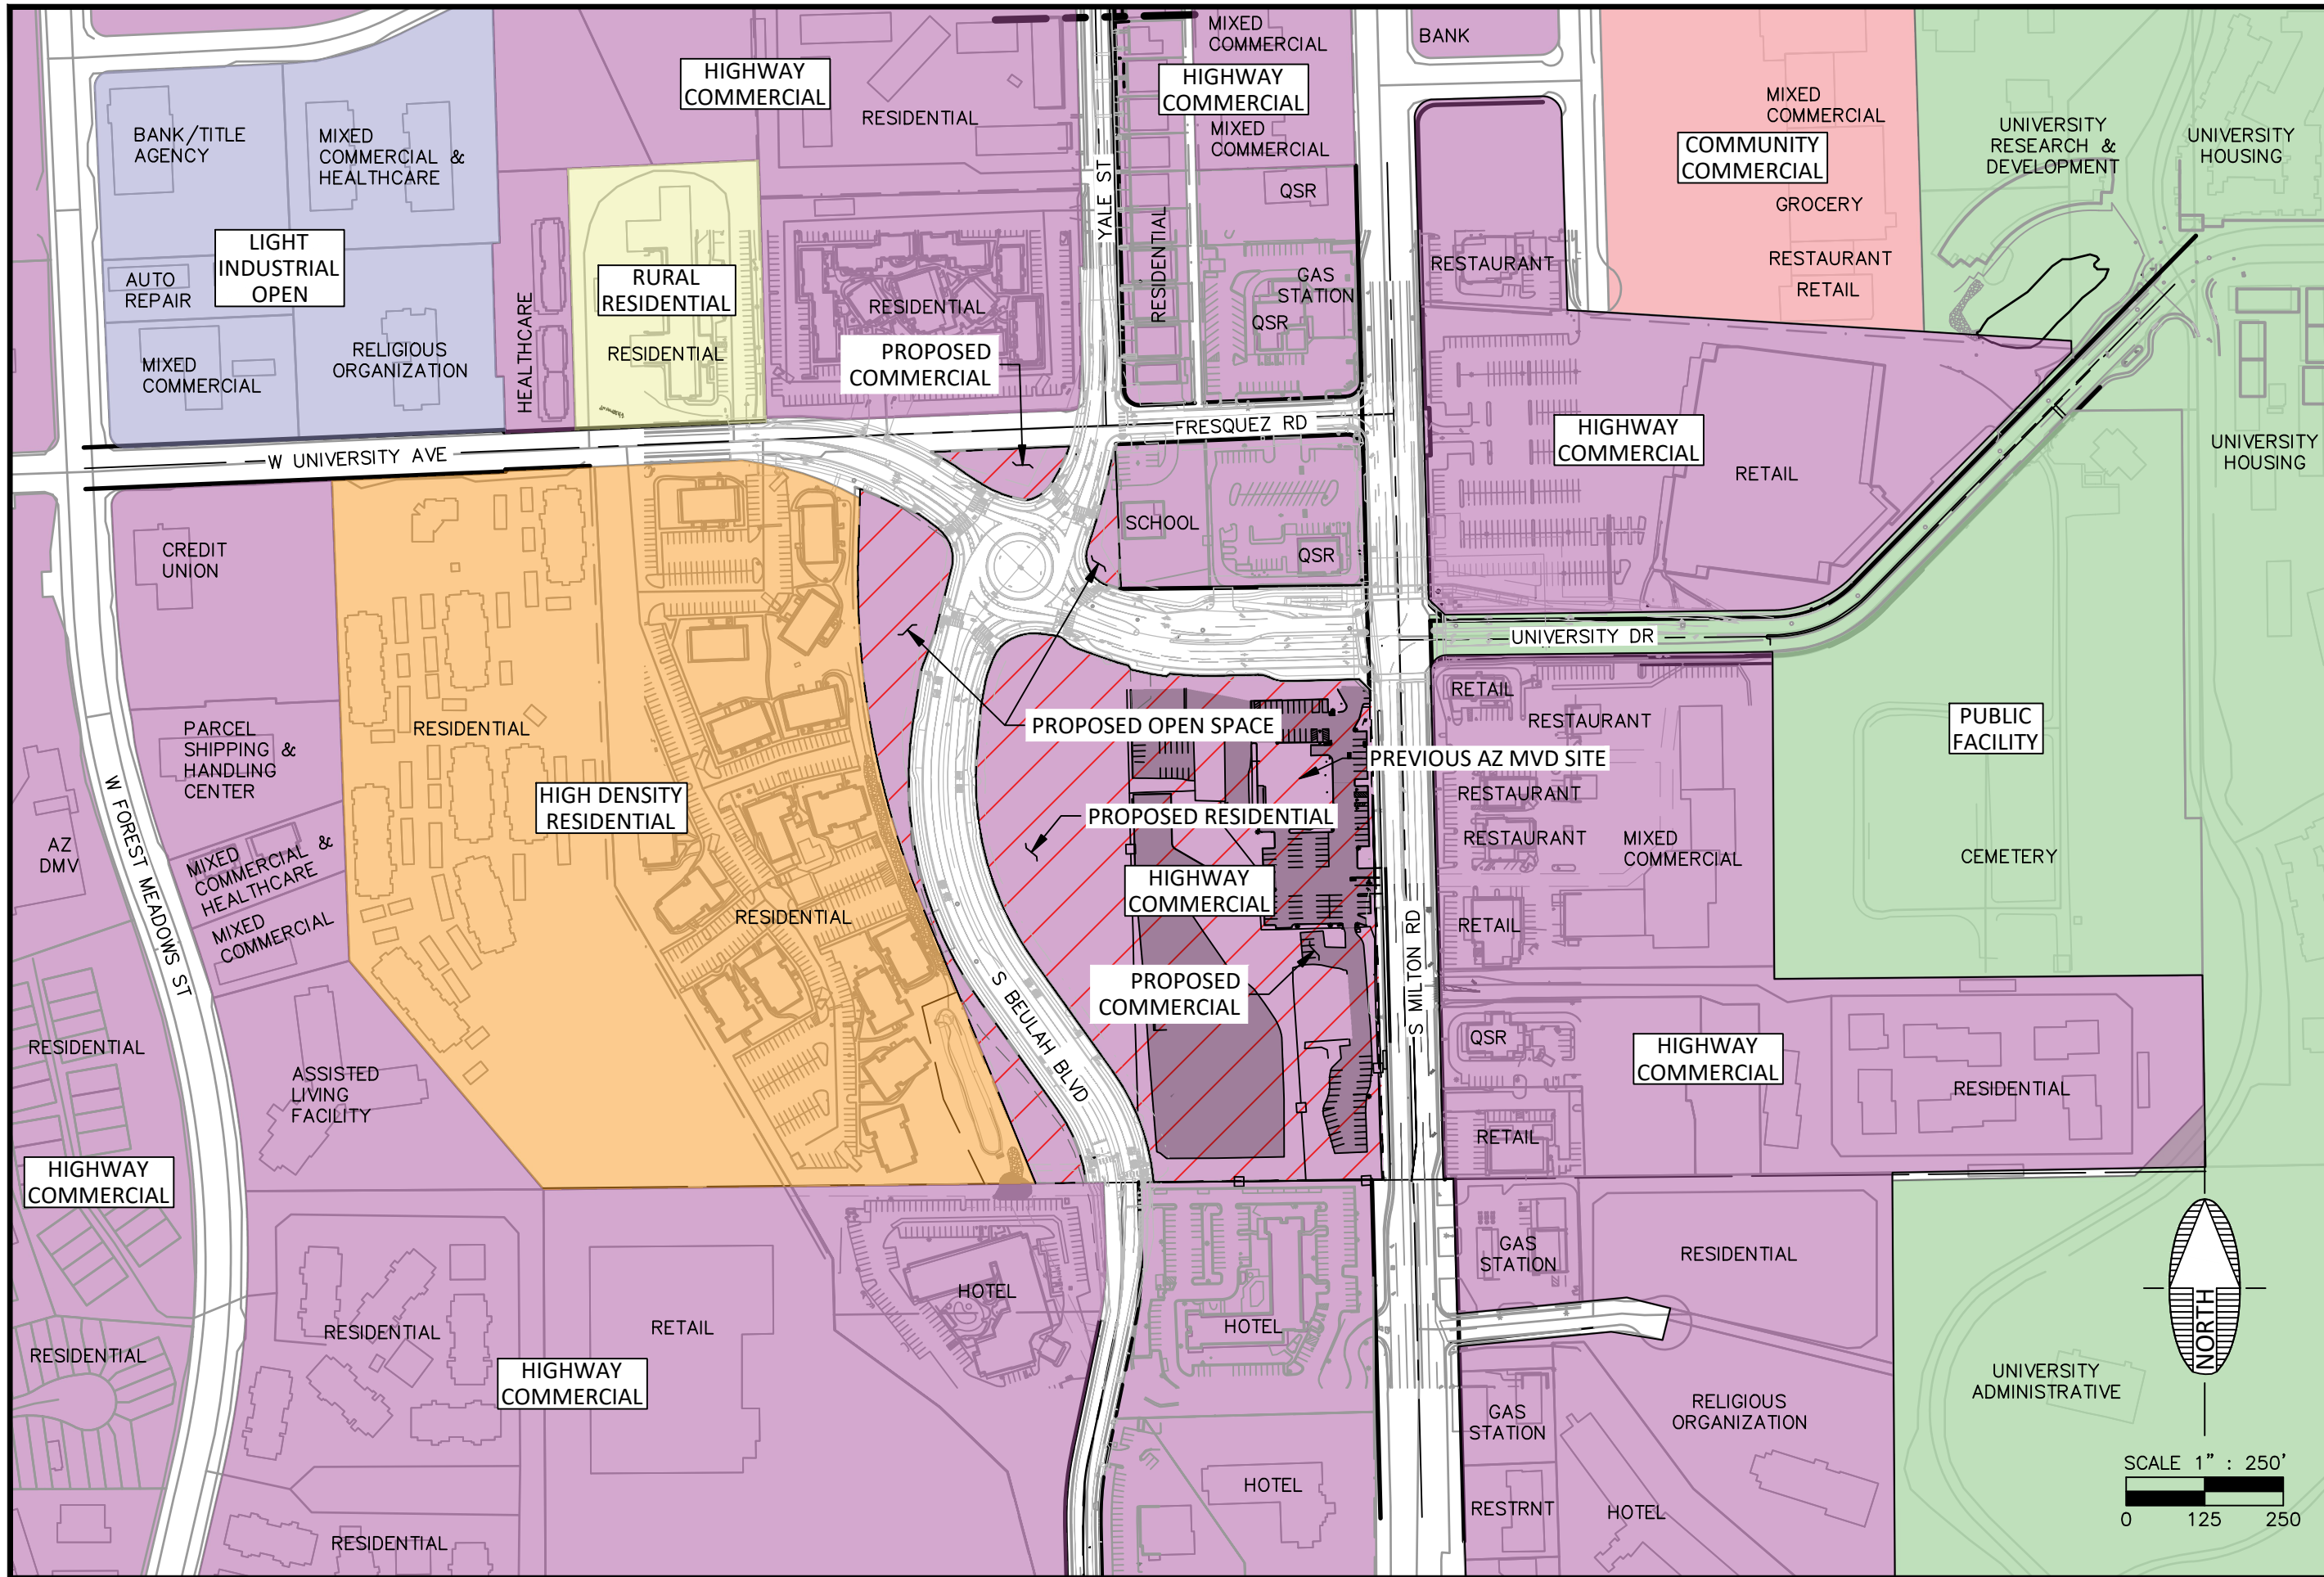 MIXED
COMMERCIAL
BANK
HIGHWAY
COMMERCIAL
HIGHWAY
COMMERCIAL
RESIDENTIAL
MIXED
COMMERCIAL
MIXED
COMMERCIAL
COMMUNITY
COMMERCIAL
GROCERY
RESTAURANT
RETAIL
UNIVERSITY
RESEARCH &
DEVELOPMENT
UNIVERSITY
HOUSING
BANK/TITLE
AGENCY
MIXED
COMMERCIAL &
HEALTHCARE
LIGHT
INDUSTRIAL
OPEN
AUTO
REPAIR
MIXED
COMMERCIAL
RELIGIOUS
ORGANIZATION
HEALTHCARE
RURAL
RESIDENTIAL
RESIDENTIAL
RESIDENTIAL
PROPOSED
COMMERCIAL
YALE ST
RESIDENTIAL
QSR
GAS
STATION
QSR
RESTAURANT
FRESQUEZ RD
W UNIVERSITY AVE
HIGHWAY
COMMERCIAL
RETAIL
UNIVERSITY
HOUSING
SCHOOL
QSR
CREDIT
UNION
UNIVERSITY DR
RETAIL
RESTAURANT
PUBLIC
FACILITY
PROPOSED OPEN SPACE
PREVIOUS AZ MVD SITE
RESIDENTIAL
PARCEL
SHIPPING &
HANDLING
CENTER
HIGH DENSITY
RESIDENTIAL
PROPOSED RESIDENTIAL
RESTAURANT
RESTAURANT
MIXED
COMMERCIAL
CEMETERY
AZ
DMV
W FOREST MEADOWS ST
MIXED
COMMERCIAL &
HEALTHCARE
MIXED
COMMERCIAL
RESIDENTIAL
HIGHWAY
COMMERCIAL
RETAIL
S MILTON RD
PROPOSED
COMMERCIAL
S BEULAH BLVD
QSR
HIGHWAY
COMMERCIAL
RESIDENTIAL
RETAIL
RESIDENTIAL
ASSISTED
LIVING
FACILITY
HIGHWAY
COMMERCIAL
GAS
STATION
RESIDENTIAL
HOTEL
HOTEL
RESIDENTIAL
RETAIL
RESIDENTIAL
HIGHWAY
COMMERCIAL
NORTH
UNIVERSITY
ADMINISTRATIVE
GAS
STATION
RELIGIOUS
ORGANIZATION
HOTEL
RESTRNT
HOTEL
RESIDENTIAL
SCALE 1" : 250'
0 125 250